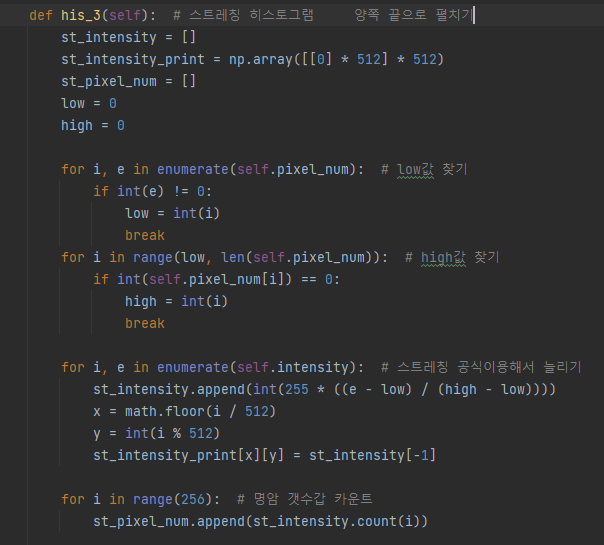 def his_3(self):  # 스트레칭 히스토그램     양쪽 끝으로 펼치기
    st_intensity = []
    st_intensity_print = np.array([[0] * 512] * 512)
    st_pixel_num = []
    low = 0
    high = 0

    for i, e in enumerate(self.pixel_num):  # low값 찾기
        if int(e) != 0:
            low = int(i)
            break
    for i in range(low, len(self.pixel_num)):  # high값 찾기
        if int(self.pixel_num[i]) == 0:
            high = int(i)
            break

    for i, e in enumerate(self.intensity):  # 스트레칭 공식이용해서 늘리기
        st_intensity.append(int(255 * ((e - low) / (high - low))))
        x = math.floor(i / 512)
        y = int(i % 512)
        st_intensity_print[x][y] = st_intensity[-1]

    for i in range(256):  # 명암 갯수갑 카운트
        st_pixel_num.append(st_intensity.count(i))